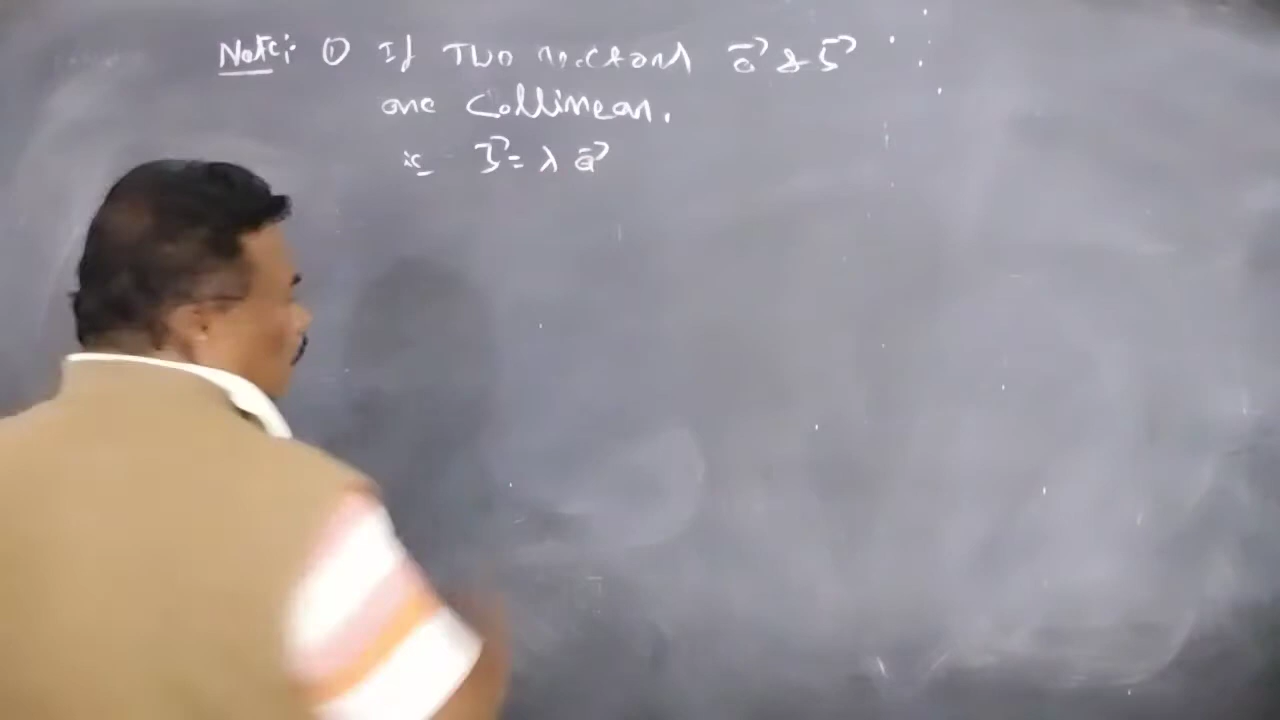 Note: ① If Two vectors a⃗ & b⃗
are Collinear.
ie b⃗ = λ a⃗